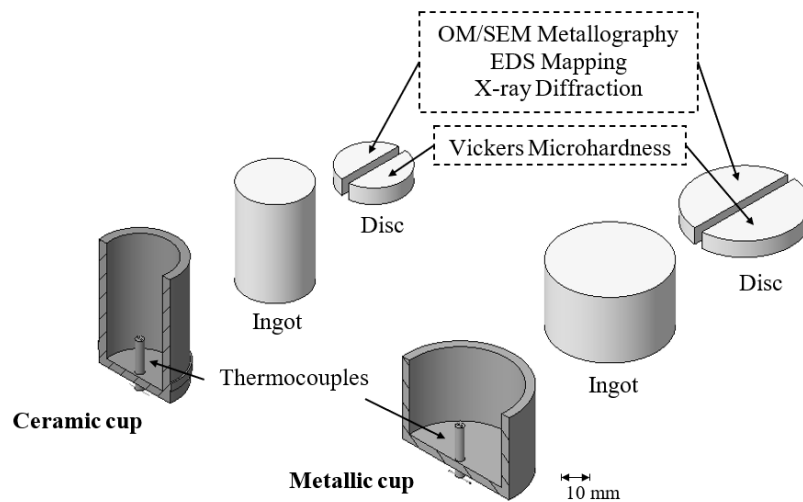 OM/SEM Metallography
EDS Mapping
X-ray Diffraction
Vickers Microhardness
Disc
Disc
Ingot
Ingot
Thermocouples
Ceramic cup
Metallic cup
10 mm